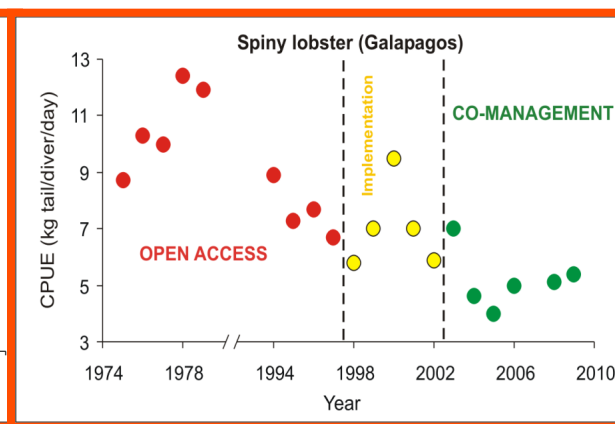 Spiny lobster (Galapagos)
13
11
9
7
5
3
CPUE (kg tail/diver/day)
OPEN ACCESS
Implementation
CO-MANAGEMENT
1974
1978
1994
1998
2002
2006
2010
Year